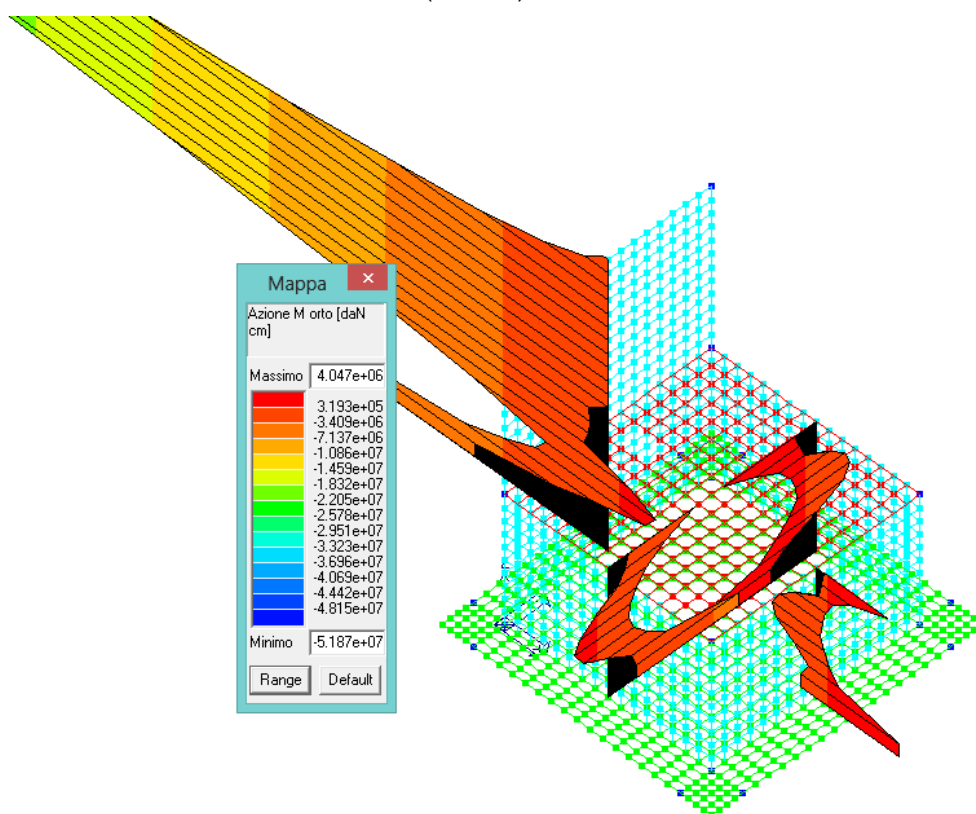 Mappa
Azione M orto [daN
cm]
Massimo 4.047e+06
3.193e+05
-3.409e+06
-7.137e+06
-1.086e+07
-1.459e+07
-1.832e+07
-2.205e+07
-2.578e+07
-2.951e+07
-3.323e+07
-3.696e+07
-4.069e+07
-4.442e+07
-4.815e+07
Minimo -5.187e+07
Range Default